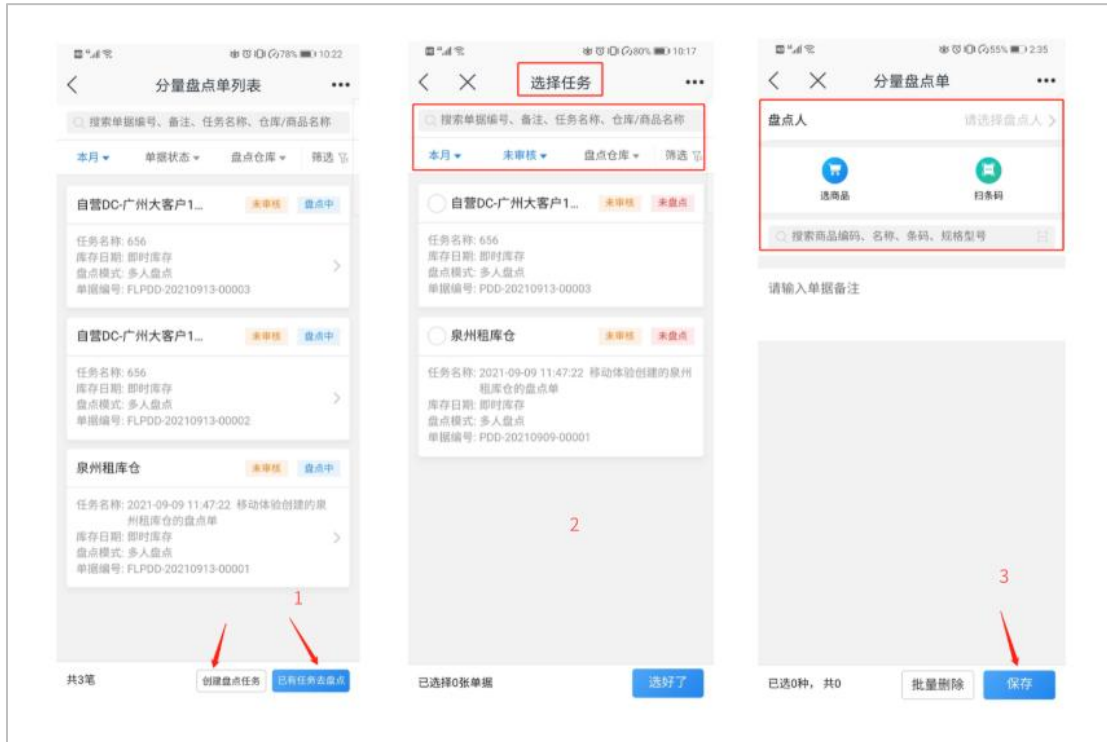 78% 10:22
分量盘点单列表
搜索单据编号、备注、任务名称、仓库/商品名称
本月 单据状态 盘点仓库 筛选
自营DC-广州大客户1... 未审核 盘点中
任务名称: 656
库存日期: 即时库存
盘点模式: 多人盘点
单据编号: FLPDD-20210913-00003
自营DC-广州大客户1... 未审核 盘点中
任务名称: 656
库存日期: 即时库存
盘点模式: 多人盘点
单据编号: FLPDD-20210913-00002
泉州租库仓 未审核 盘点中
任务名称: 2021-09-09 11:47:22 移动体验创建的泉
州租库仓的盘点单
库存日期: 即时库存
盘点模式: 多人盘点
单据编号: FLPDD-20210913-00001
1
共3笔 创建盘点任务 已有任务去盘点
80% 10:17
选择任务
搜索单据编号、备注、任务名称、仓库/商品名称
本月 未审核 盘点仓库 筛选
自营DC-广州大客户1... 未审核 未盘点
任务名称: 656
库存日期: 即时库存
盘点模式: 多人盘点
单据编号: PDD-20210913-00003
泉州租库仓 未审核 未盘点
任务名称: 2021-09-09 11:47:22 移动体验创建的泉州
租库仓的盘点单
库存日期: 即时库存
盘点模式: 多人盘点
单据编号: PDD-20210909-00001
2
已选择0张单据 选好了
55% 2:35
分量盘点单
盘点人 请选择盘点人
选商品 扫条码
搜索商品编码、名称、条码、规格型号
请输入单据备注
3
已选0种，共0 批量删除 保存